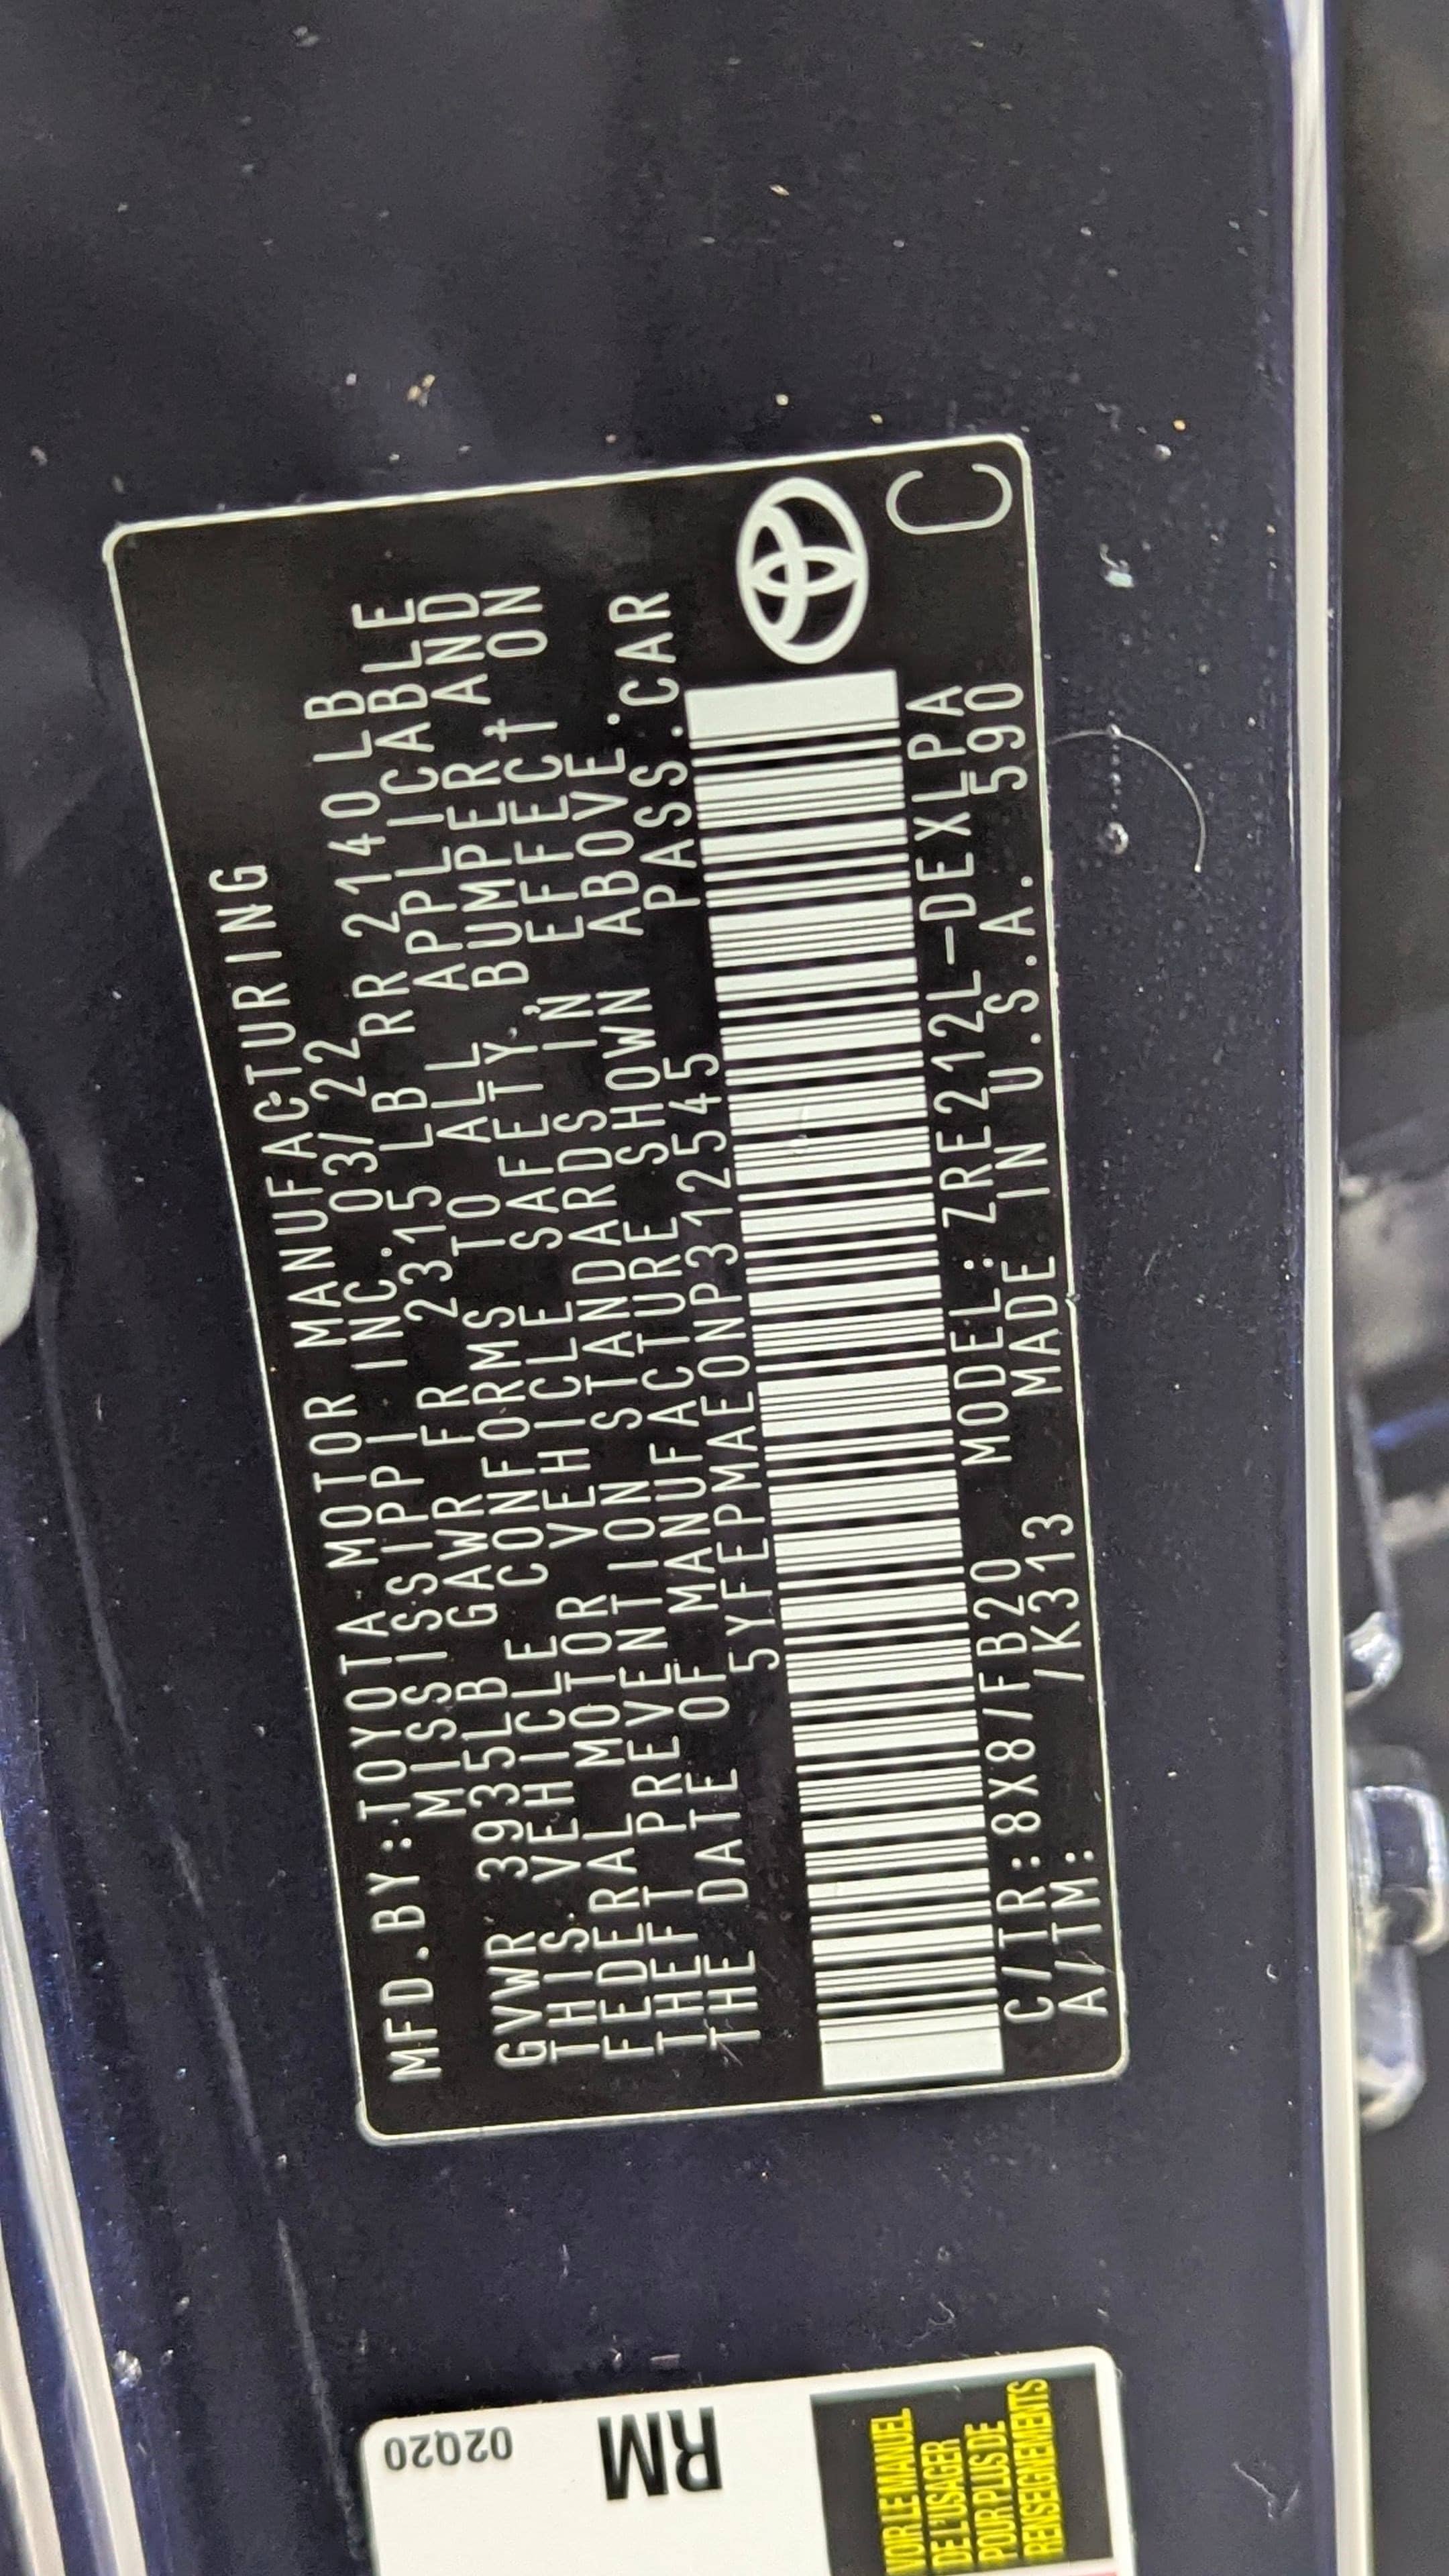 MFD.BY:TOYOTA MOTOR MANUFACTURING
MISSISSIPPI INC. 03/22
GVWR 3935LB GAWR FR 2315 LB RR 2140LB
THIS VEHICLE CONFORMS TO ALL APPLICABLE
FEDERAL MOTOR VEHICLE SAFETY, BUMPER AND
THEFT PREVENTION STANDARDS IN EFFECT ON
THE DATE OF MANUFACTURE SHOWN ABOVE.
5YFEPMAE0NP312545 PASS.CAR
C/TR:8X8/FB20 MODEL:ZRE212L-DEXLPA
A/TM: /K313 MADE IN U.S.A. 590
C
02Q20
RM
VOIR LE MANUEL
DE L'USAGER
POUR PLUS DE
RENSEIGNEMENTS